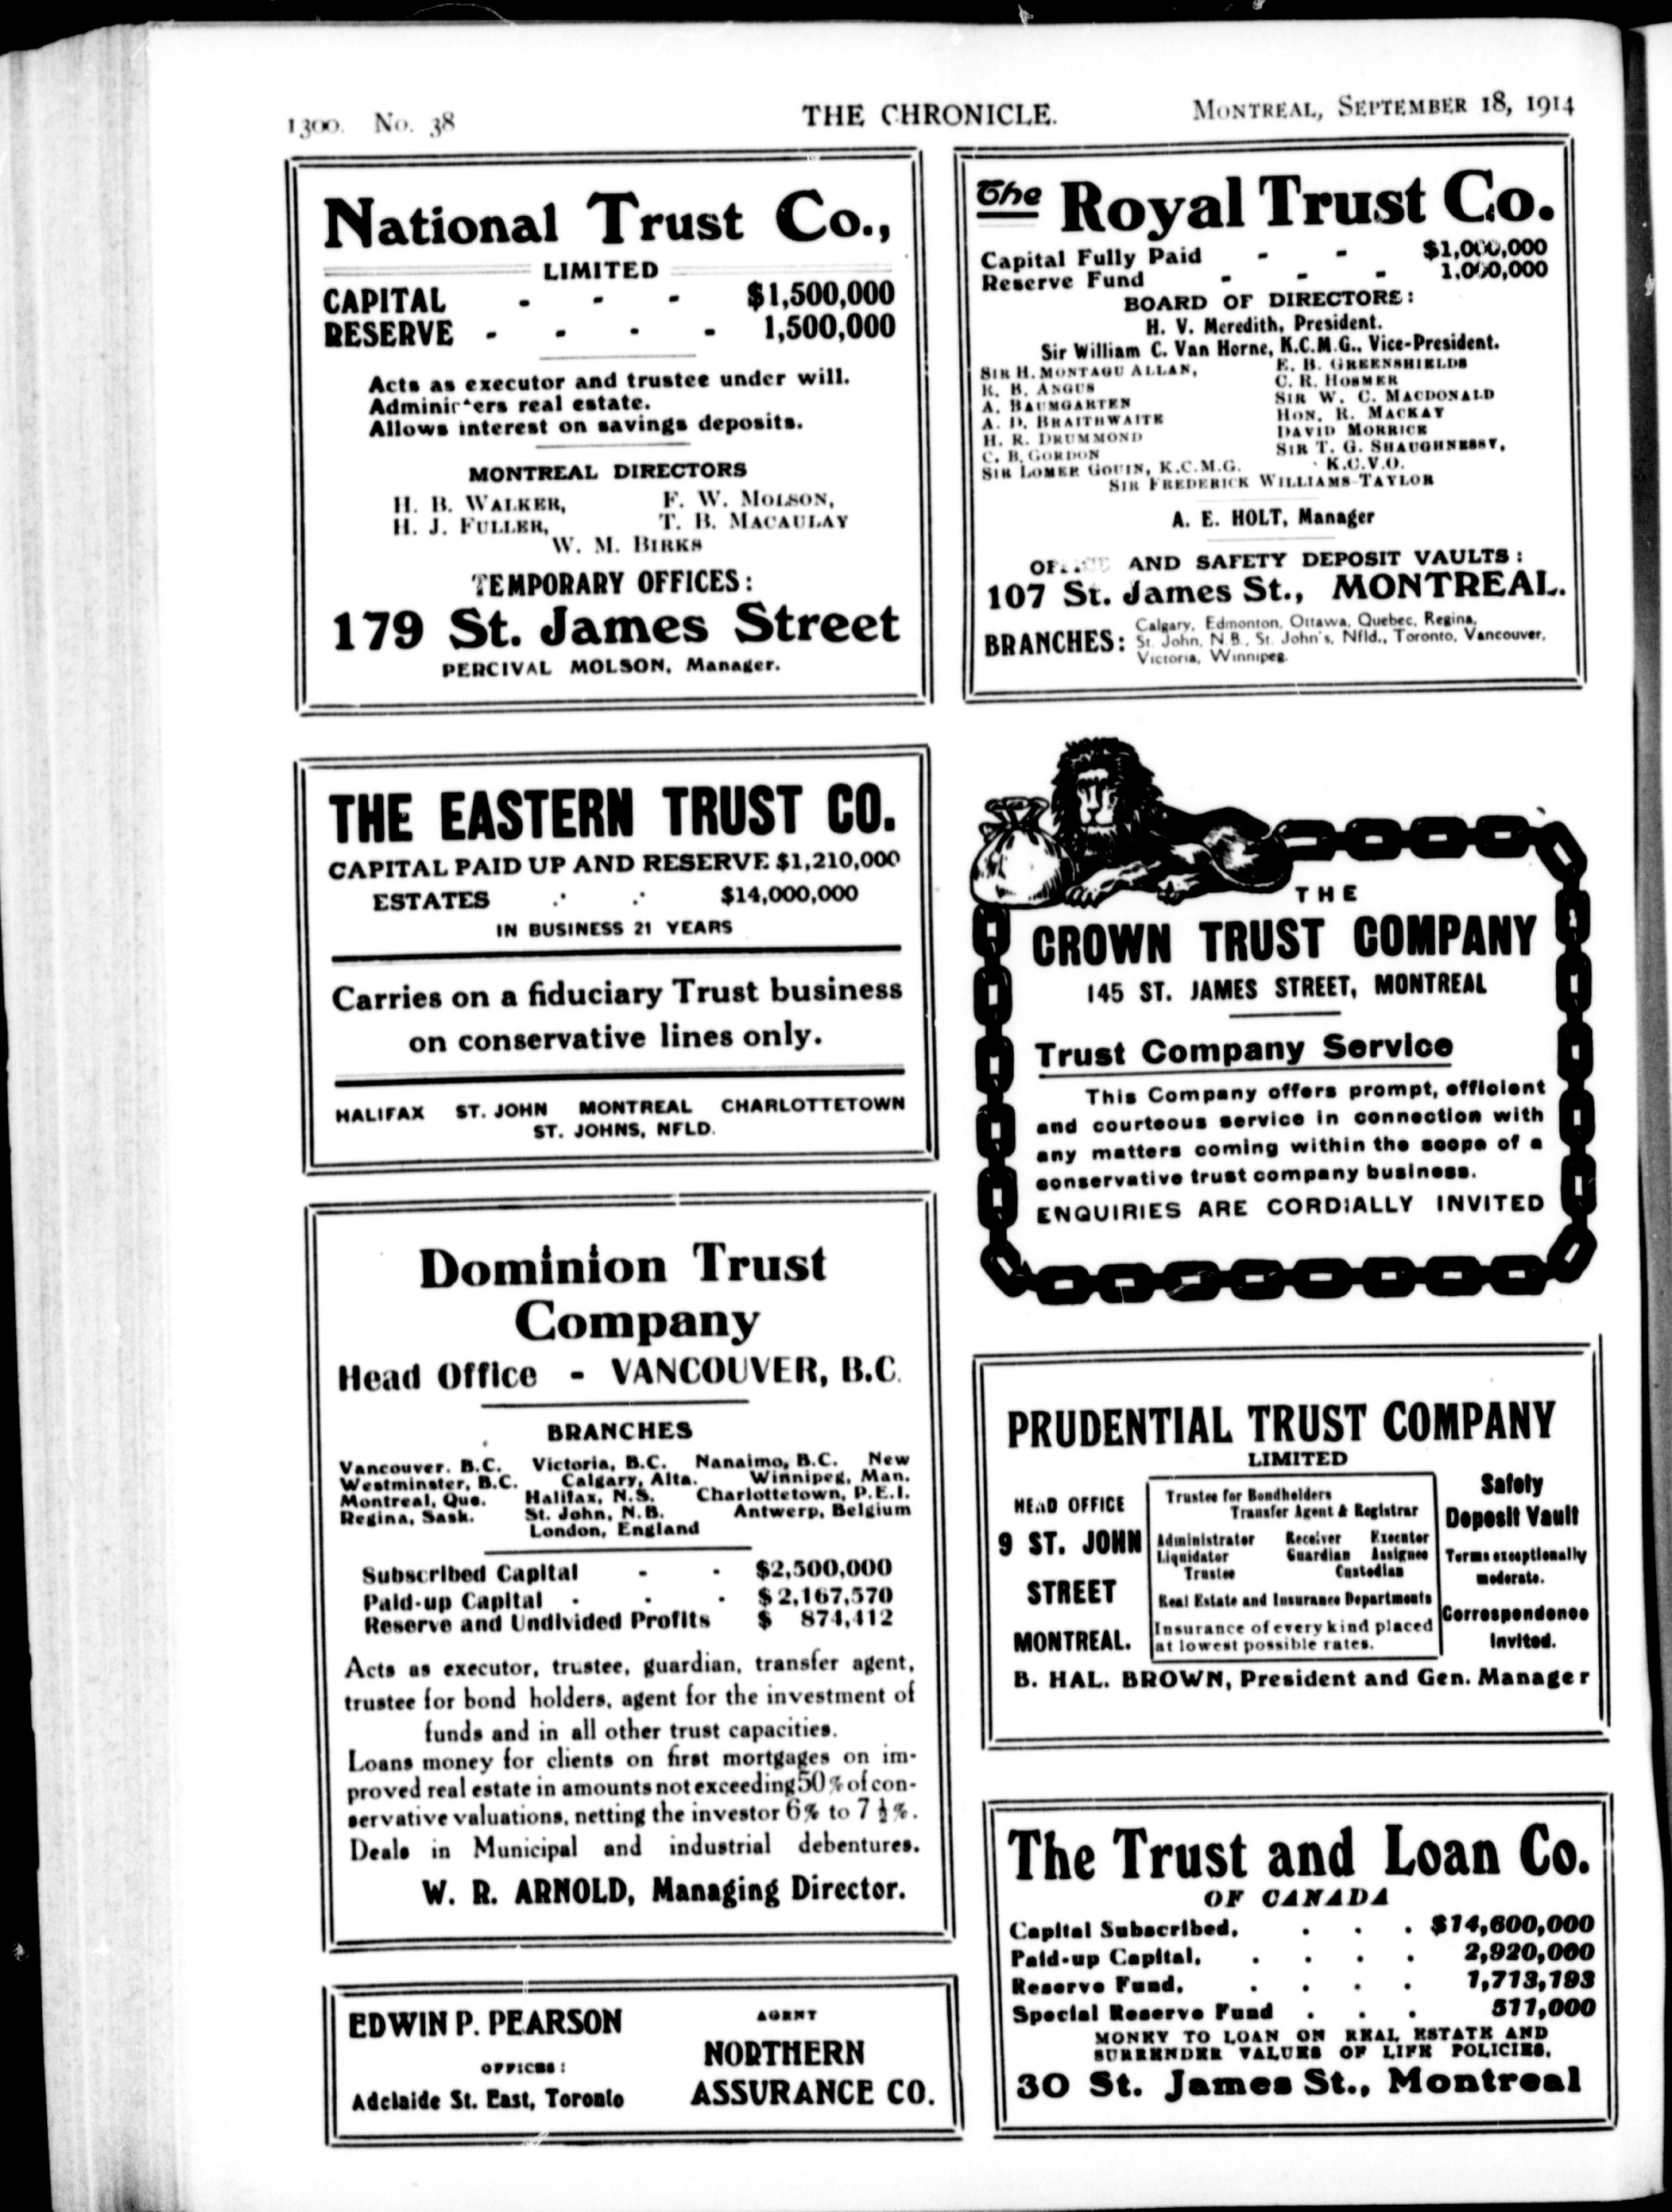 1300. No. 38 THE CHRONICLE. MONTREAL, SEPTEMBER 18, 1914
National Trust Co.,
LIMITED
CAPITAL - - - $1,500,000
RESERVE - - - - 1,500,000
Acts as executor and trustee under will.
Adminis*ers real estate.
Allows interest on savings deposits.
MONTREAL DIRECTORS
H. B. WALKER, F. W. MOLSON,
H. J. FULLER, T. B. MACAULAY
W. M. BIRKS
TEMPORARY OFFICES:
179 St. James Street
PERCIVAL MOLSON, Manager.
The Royal Trust Co.
Capital Fully Paid - - $1,000,000
Reserve Fund - - - 1,000,000
BOARD OF DIRECTORS:
H. V. Meredith, President.
Sir William C. Van Horne, K.C.M.G., Vice-President.
SIR H. MONTAGU ALLAN, E. B. GREENSHIELDS
R. B. ANGUS C. R. HOSMER
A. BAUMGARTEN SIR W. C. MACDONALD
A. D. BRAITHWAITE HON. R. MACKAY
H. R. DRUMMOND DAVID MORRICE
C. B. GORDON SIR T. G. SHAUGHNESSY,
SIR LOMER GOUIN, K.C.M.G. K.C.V.O.
SIR FREDERICK WILLIAMS-TAYLOR
A. E. HOLT, Manager
OFFICE AND SAFETY DEPOSIT VAULTS:
107 St. James St., MONTREAL.
BRANCHES: Calgary, Edmonton, Ottawa, Quebec, Regina,
St. John, N.B., St. John's, Nfld., Toronto, Vancouver,
Victoria, Winnipeg.
THE EASTERN TRUST CO.
CAPITAL PAID UP AND RESERVE $1,210,000
ESTATES .· .· $14,000,000
IN BUSINESS 21 YEARS
Carries on a fiduciary Trust business
on conservative lines only.
HALIFAX ST. JOHN MONTREAL CHARLOTTETOWN
ST. JOHNS, NFLD.
THE
CROWN TRUST COMPANY
145 ST. JAMES STREET, MONTREAL
Trust Company Service
This Company offers prompt, efficient
and courteous service in connection with
any matters coming within the scope of a
conservative trust company business.
ENQUIRIES ARE CORDIALLY INVITED
Dominion Trust
Company
Head Office - VANCOUVER, B.C.
BRANCHES
Vancouver, B.C. Victoria, B.C. Nanaimo, B.C. New
Westminster, B.C. Calgary, Alta. Winnipeg, Man.
Montreal, Que. Halifax, N.S. Charlottetown, P.E.I.
Regina, Sask. St. John, N.B. Antwerp, Belgium
London, England
Subscribed Capital - - $2,500,000
Paid-up Capital - - - $2,167,570
Reserve and Undivided Profits $ 874,412
Acts as executor, trustee, guardian, transfer agent,
trustee for bond holders, agent for the investment of
funds and in all other trust capacities.
Loans money for clients on first mortgages on im-
proved real estate in amounts not exceeding 50% of con-
servative valuations, netting the investor 6% to 7½%.
Deals in Municipal and industrial debentures.
W. R. ARNOLD, Managing Director.
PRUDENTIAL TRUST COMPANY
LIMITED
HEAD OFFICE
9 ST. JOHN
STREET
MONTREAL.
Trustee for Bondholders
Transfer Agent & Registrar
Administrator Receiver Executor
Liquidator Guardian Assignee
Trustee Custodian
Real Estate and Insurance Departments
Insurance of every kind placed
at lowest possible rates.
Safety
Deposit Vault
Terms exceptionally
moderate.
Correspondence
Invited.
B. HAL. BROWN, President and Gen. Manager
EDWIN P. PEARSON
OFFICES:
Adelaide St. East, Toronto
AGENT
NORTHERN
ASSURANCE CO.
The Trust and Loan Co.
OF CANADA
Capital Subscribed, . . . $14,600,000
Paid-up Capital, . . . . 2,920,000
Reserve Fund, . . . . 1,713,193
Special Reserve Fund . . . 511,000
MONEY TO LOAN ON REAL ESTATE AND
SURRENDER VALUES OF LIFE POLICIES.
30 St. James St., Montreal